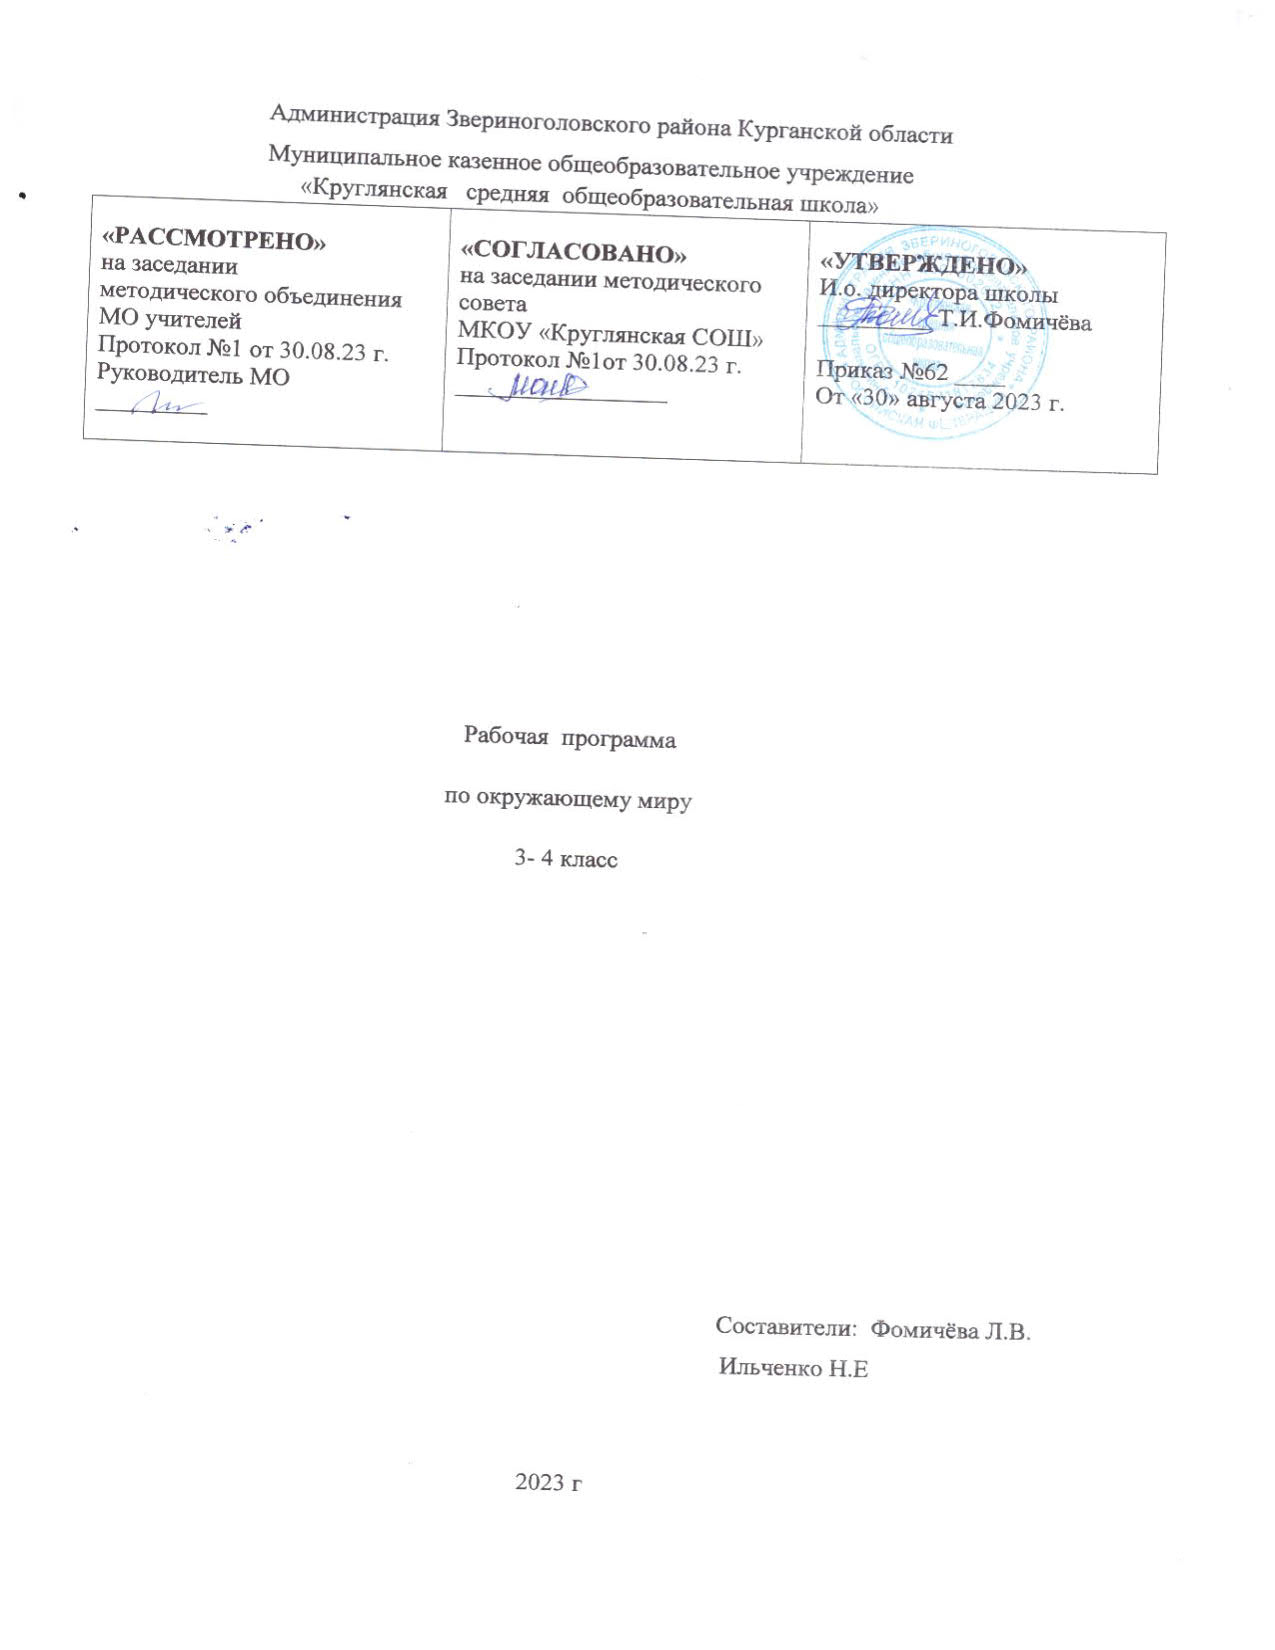 Администрация Звериноголовского района Курганской области
Муниципальное казенное общеобразовательное учреждение
«Круглянская средняя общеобразовательная школа»
«РАССМОТРЕНО»
на заседании
методического объединения
МО учителей
Протокол №1 от 30.08.23 г.
Руководитель МО
«СОГЛАСОВАНО»
на заседании методического
совета
МКОУ «Круглянская СОШ»
Протокол №1от 30.08.23 г.
«УТВЕРЖДЕНО»
И.о. директора школы
Т.И.Фомичёва
Приказ №62 ____
От «30» августа 2023 г.
общеобразовательная
Рабочая программа
по окружающему миру
3- 4 класс
Составители: Фомичёва Л.В.
Ильченко Н.Е
2023 г